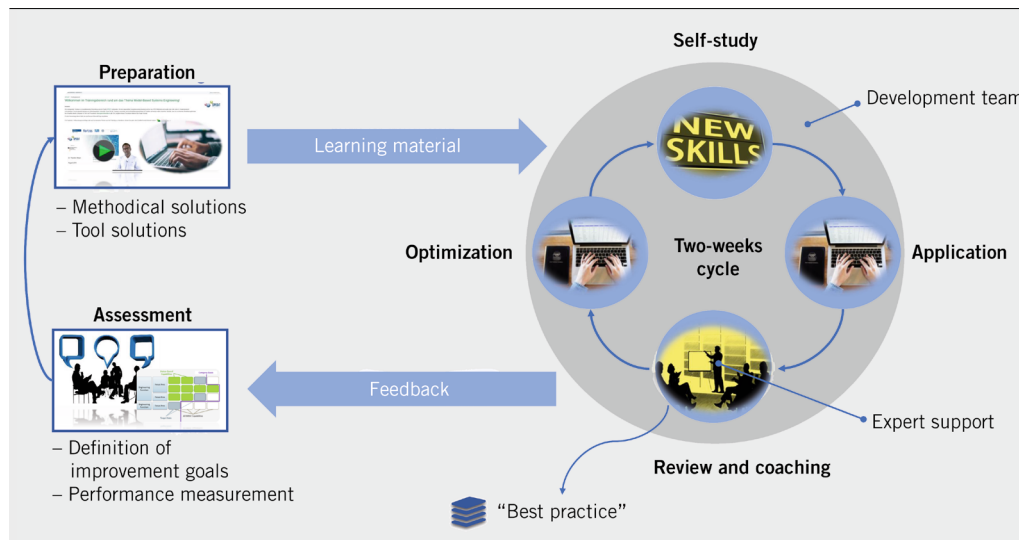 Self-study
Preparation
Development team
Learning material
NEW
SKILLS
– Methodical solutions
– Tool solutions
Optimization
Two-weeks
cycle
Application
Assessment
Feedback
Expert support
– Definition of
improvement goals
– Performance measurement
Review and coaching
“Best practice”